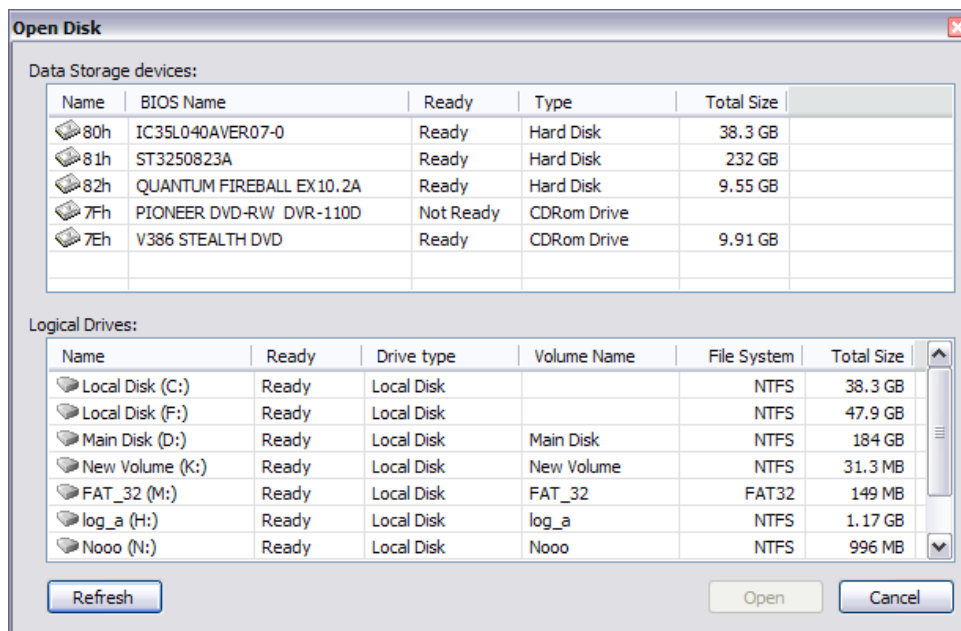 Open Disk
Data Storage devices:
Name BIOS Name Ready Type Total Size
80h IC35L040AVER07-0 Ready Hard Disk 38.3 GB
81h ST3250823A Ready Hard Disk 232 GB
82h QUANTUM FIREBALL EX10.2A Ready Hard Disk 9.55 GB
7Fh PIONEER DVD-RW DVR-110D Not Ready CDRom Drive
7Eh V386 STEALTH DVD Ready CDRom Drive 9.91 GB
Logical Drives:
Name Ready Drive type Volume Name File System Total Size
Local Disk (C:) Ready Local Disk NTFS 38.3 GB
Local Disk (F:) Ready Local Disk NTFS 47.9 GB
Main Disk (D:) Ready Local Disk Main Disk NTFS 184 GB
New Volume (K:) Ready Local Disk New Volume NTFS 31.3 MB
FAT_32 (M:) Ready Local Disk FAT_32 FAT32 149 MB
log_a (H:) Ready Local Disk log_a NTFS 1.17 GB
Nooo (N:) Ready Local Disk Nooo NTFS 996 MB
Refresh Open Cancel